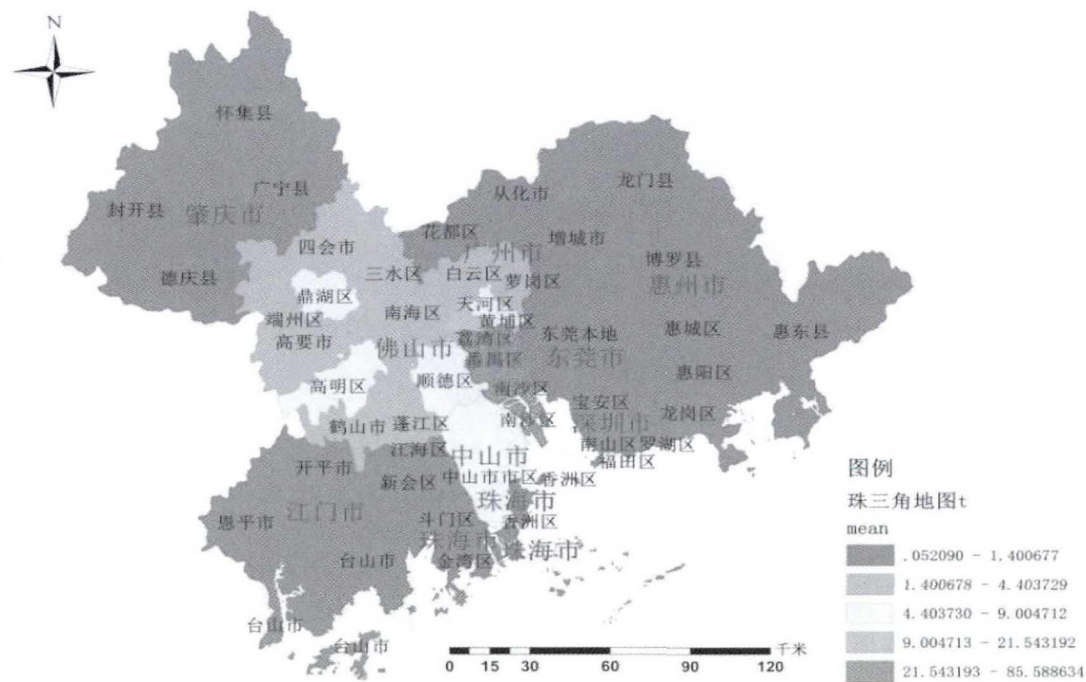 N
怀集县
广宁县
封开县
肇庆市
德庆县
四会市
鼎湖区
端州区
高要市
三水区
南海区
佛山市
高明区
顺德区
花都区
从化市
广州市
增城市
白云区
萝岗区
天河区
黄埔区
荔湾区
番禺区
南沙区
南沙区
龙门县
博罗县
惠州市
惠城区
惠东县
惠阳区
东莞本地
东莞市
宝安区
龙岗区
深圳市
南山区
罗湖区
福田区
鹤山市
蓬江区
江海区
开平市
新会区
江门市
恩平市
台山市
台山市
台山市
中山市
中山市市区
香洲区
珠海市
斗门区
香洲区
珠海市
珠海市
金湾区
图例
珠三角地图t
mean
.052090 - 1.400677
1.400678 - 4.403729
4.403730 - 9.004712
9.004713 - 21.543192
21.543193 - 85.588634
0 7 15 30 60 90 120 千米